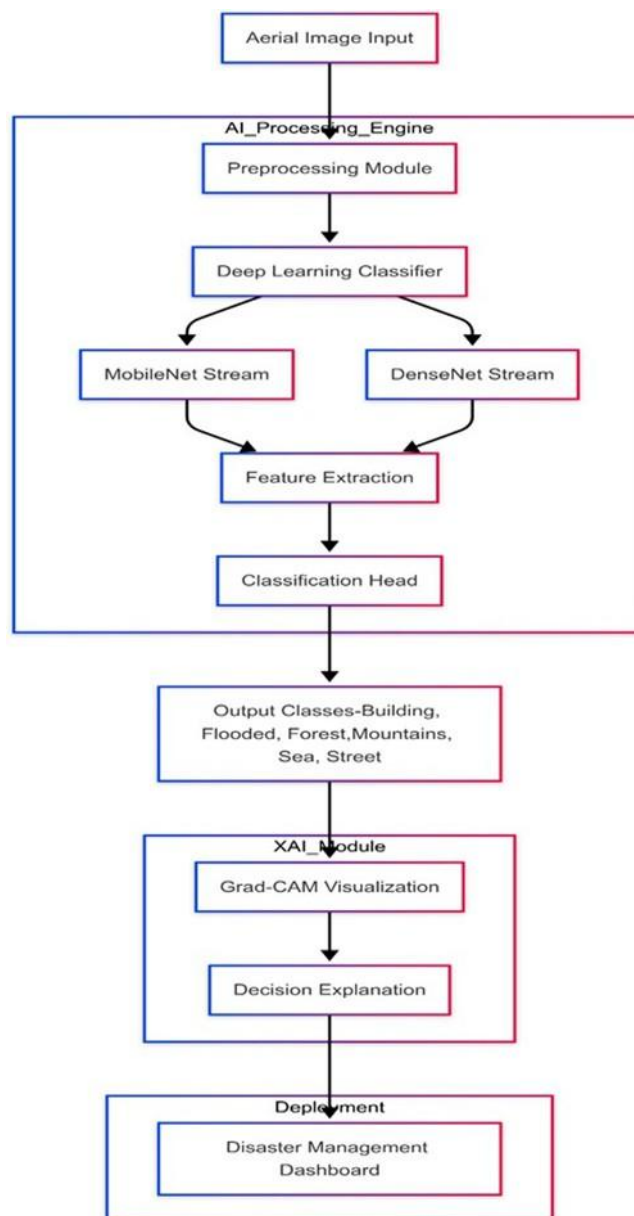 Aerial Image Input
AI_Processing_Engine
Preprocessing Module
Deep Learning Classifier
MobileNet Stream
DenseNet Stream
Feature Extraction
Classification Head
Output Classes-Building,
Flooded, Forest,Mountains,
Sea, Street
XAI_Module
Grad-CAM Visualization
Decision Explanation
Deployment
Disaster Management
Dashboard